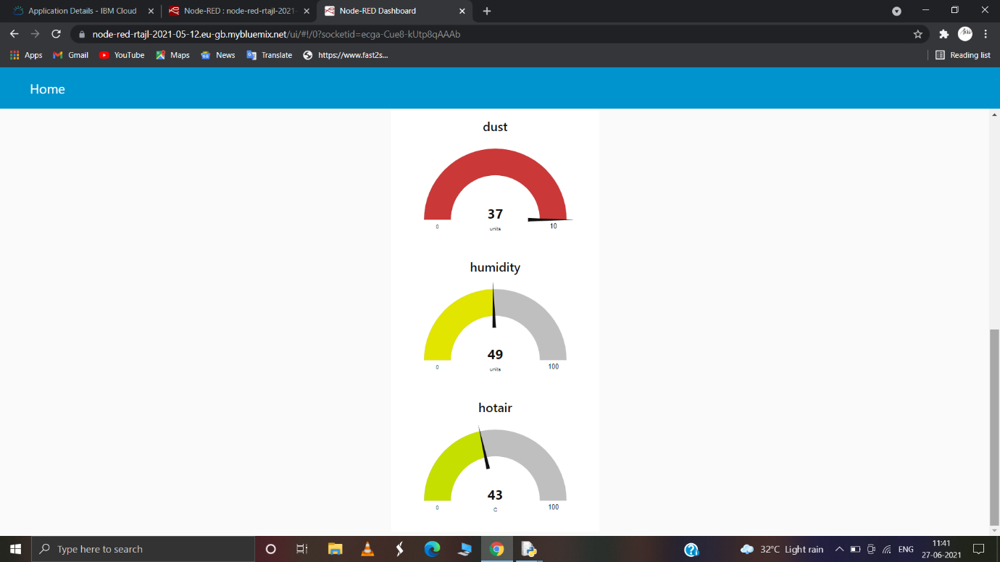 Application Details - IBM Cloud
Node-RED : node-red-rtajl-2021-
Node-RED Dashboard
node-red-rtajl-2021-05-12.eu-gb.mybluemix.net/ui/#!/0?socketid=ecga-Cue8-kUtp8qAAAb
Apps
Gmail
YouTube
Maps
News
Translate
https://www.fast2s...
Reading list
Home
dust
37
units
0
10
humidity
49
units
0
100
hotair
43
C
0
100
Type here to search
32°C Light rain
ENG
11:41
27-06-2021